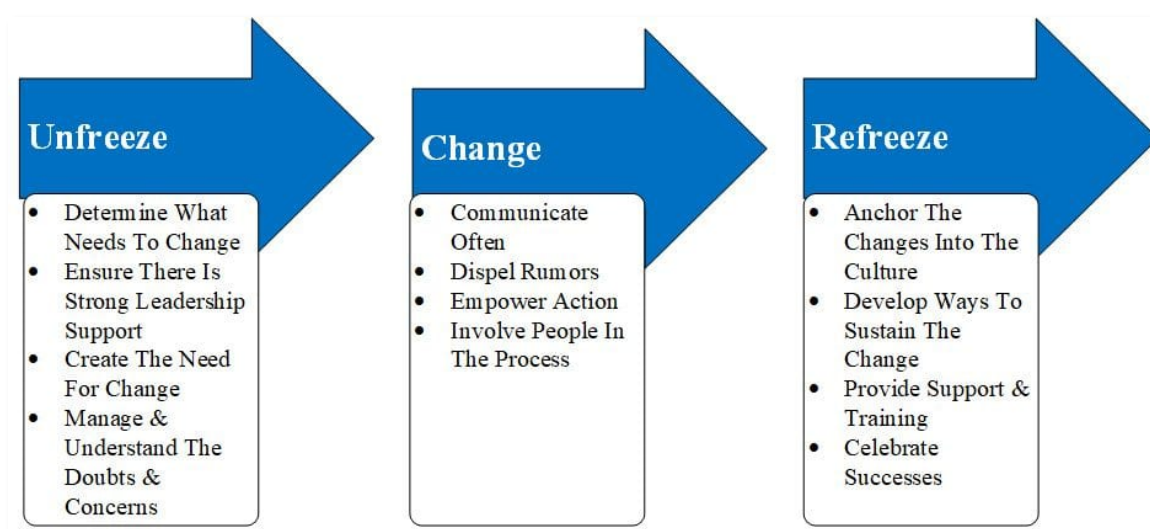 Unfreeze
• Determine What
Needs To Change
• Ensure There Is
Strong Leadership
Support
• Create The Need
For Change
• Manage &
Understand The
Doubts &
Concerns
Change
• Communicate
Often
• Dispel Rumors
• Empower Action
• Involve People In
The Process
Refreeze
• Anchor The
Changes Into The
Culture
• Develop Ways To
Sustain The
Change
• Provide Support &
Training
• Celebrate
Successes